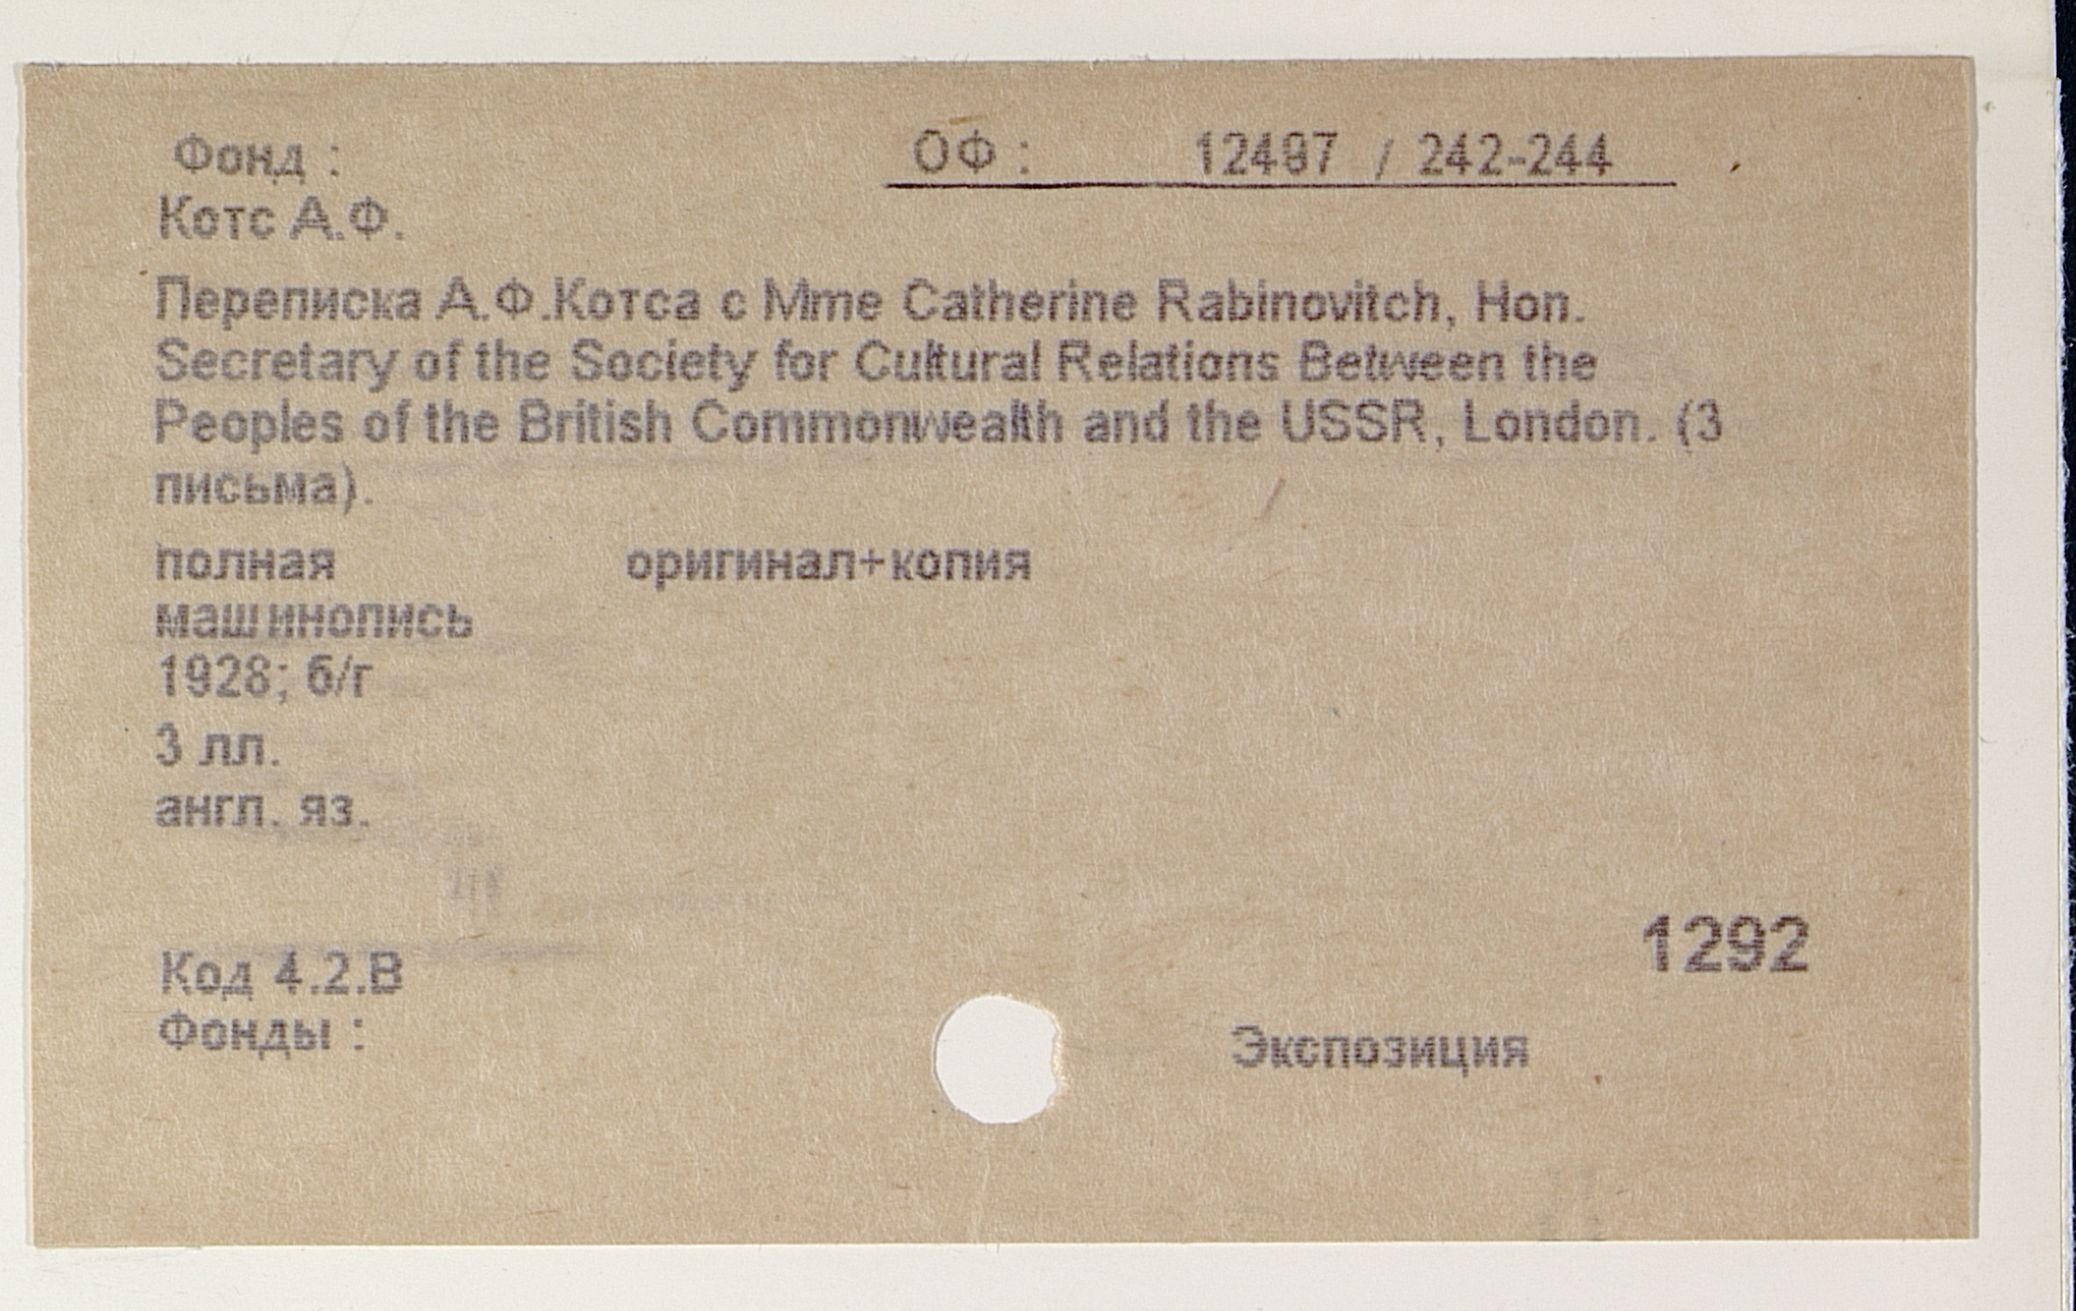 Фонд : ОФ : 12497 / 242-244
Котс А.Ф.
Переписка А.Ф.Котса с Mme Catherine Rabinovitch, Hon.
Secretary of the Society for Cultural Relations Between the
Peoples of the British Commonwealth and the USSR, London. (3
письма).
полная оригинал+копия
машинопись
1928; б/г
3 лл.
англ. яз.
1292
Код 4.2.В
Фонды : Экспозиция